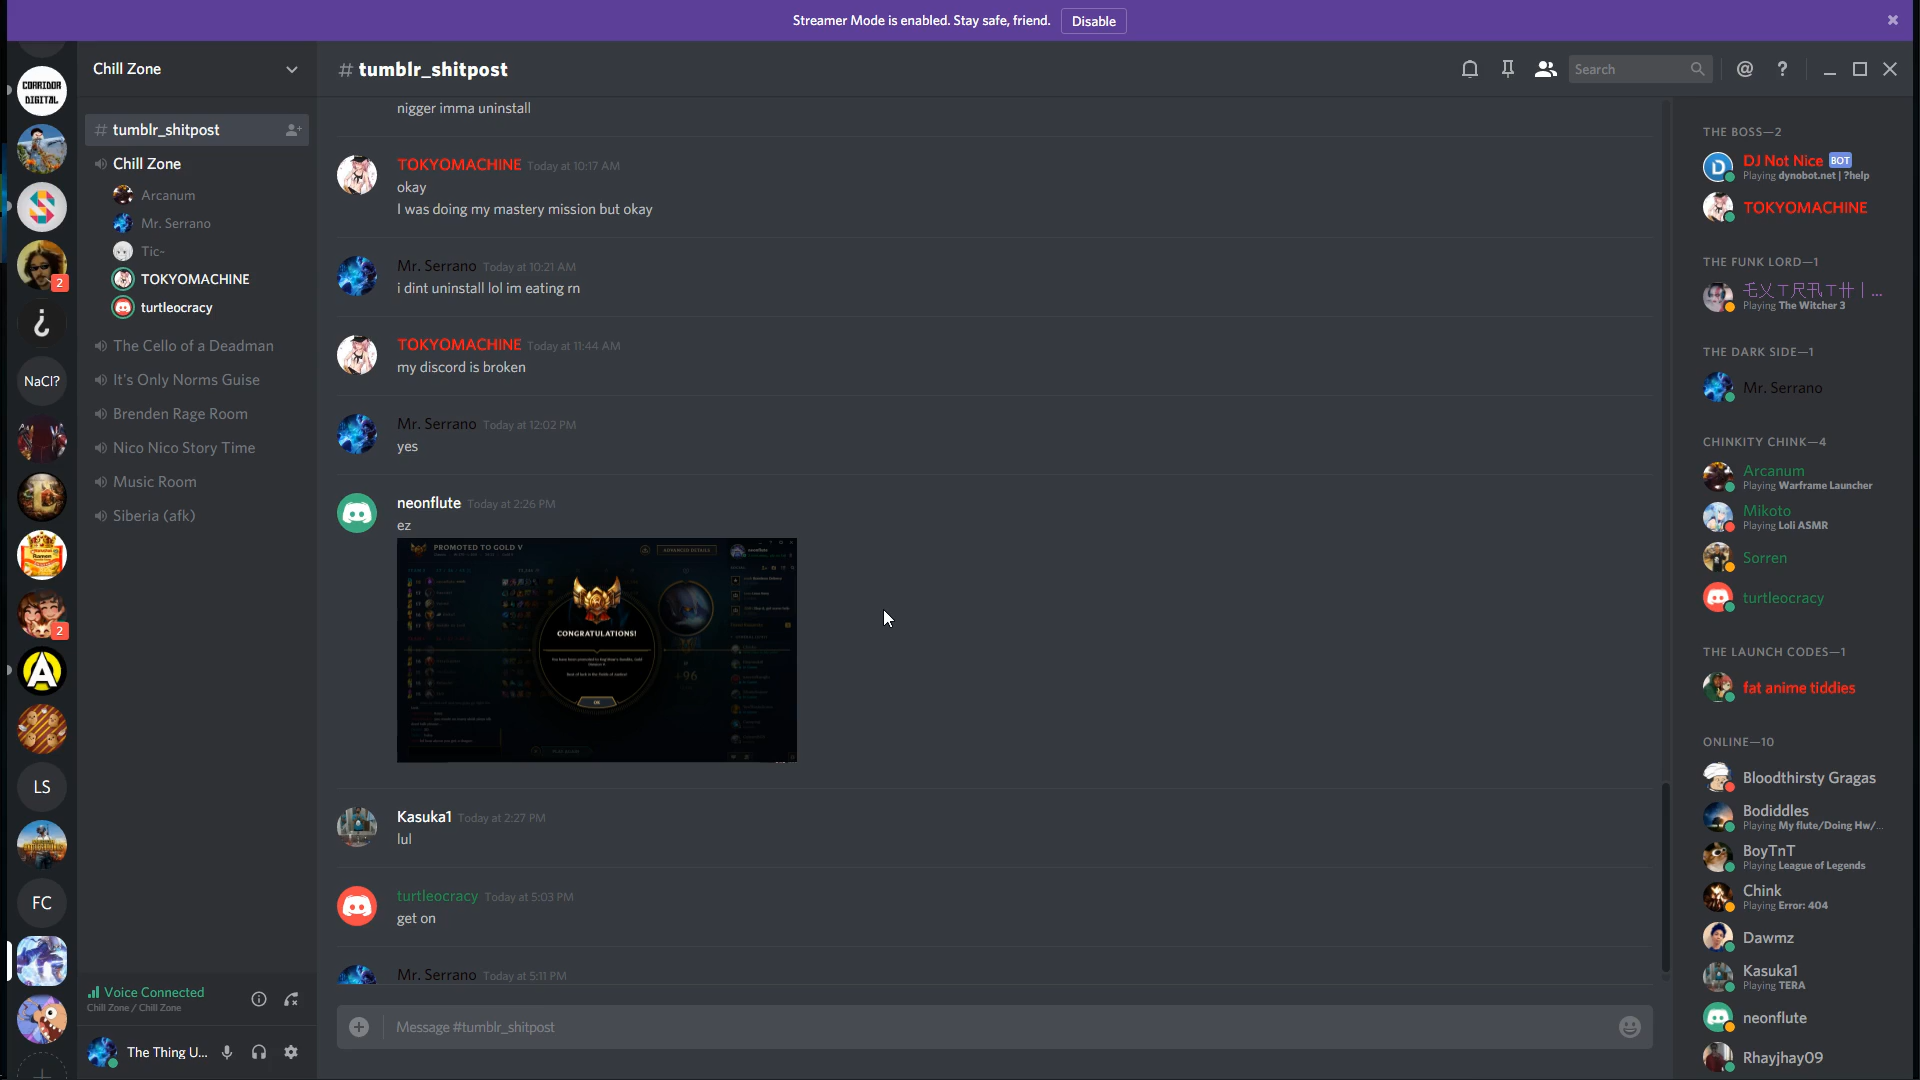 Streamer Mode is enabled. Stay safe, friend. Disable
CORRIDOR
DIGITAL
2
NaCl?
2
LS
FC
Chill Zone
# tumblr_shitpost
Chill Zone
Arcanum
Mr. Serrano
Tic-
TOKYOMACHINE
turtleocracy
The Cello of a Deadman
It's Only Norms Guise
Brenden Rage Room
Nico Nico Story Time
Music Room
Siberia (afk)
Voice Connected
Chill Zone / Chill Zone
The Thing U...
# tumblr_shitpost
Search
nigger imma uninstall
TOKYOMACHINE Today at 10:17 AM
okay
I was doing my mastery mission but okay
Mr. Serrano Today at 10:21 AM
i dint uninstall lol im eating rn
TOKYOMACHINE Today at 11:44 AM
my discord is broken
Mr. Serrano Today at 12:02 PM
yes
neonflute Today at 2:26 PM
ez
PROMOTED TO GOLD V
ADVANCED DETAILS
neonflute
CONGRATULATIONS!
+96
OK
Kasuka1 Today at 2:27 PM
lul
turtleocracy Today at 5:03 PM
get on
Mr. Serrano Today at 5:11 PM
Message #tumblr_shitpost
THE BOSS—2
DJ Not Nice BOT
Playing dynobot.net | ?help
TOKYOMACHINE
THE FUNK LORD—1
Playing The Witcher 3
THE DARK SIDE—1
Mr. Serrano
CHINKITY CHINK—4
Arcanum
Playing Warframe Launcher
Mikoto
Playing Loli ASMR
Sorren
turtleocracy
THE LAUNCH CODES—1
fat anime tiddies
ONLINE—10
Bloodthirsty Gragas
Bodiddles
Playing My flute/Doing Hw/...
BoyTnT
Playing League of Legends
Chink
Playing Error: 404
Dawmz
Kasuka1
Playing TERA
neonflute
Rhayjhay09